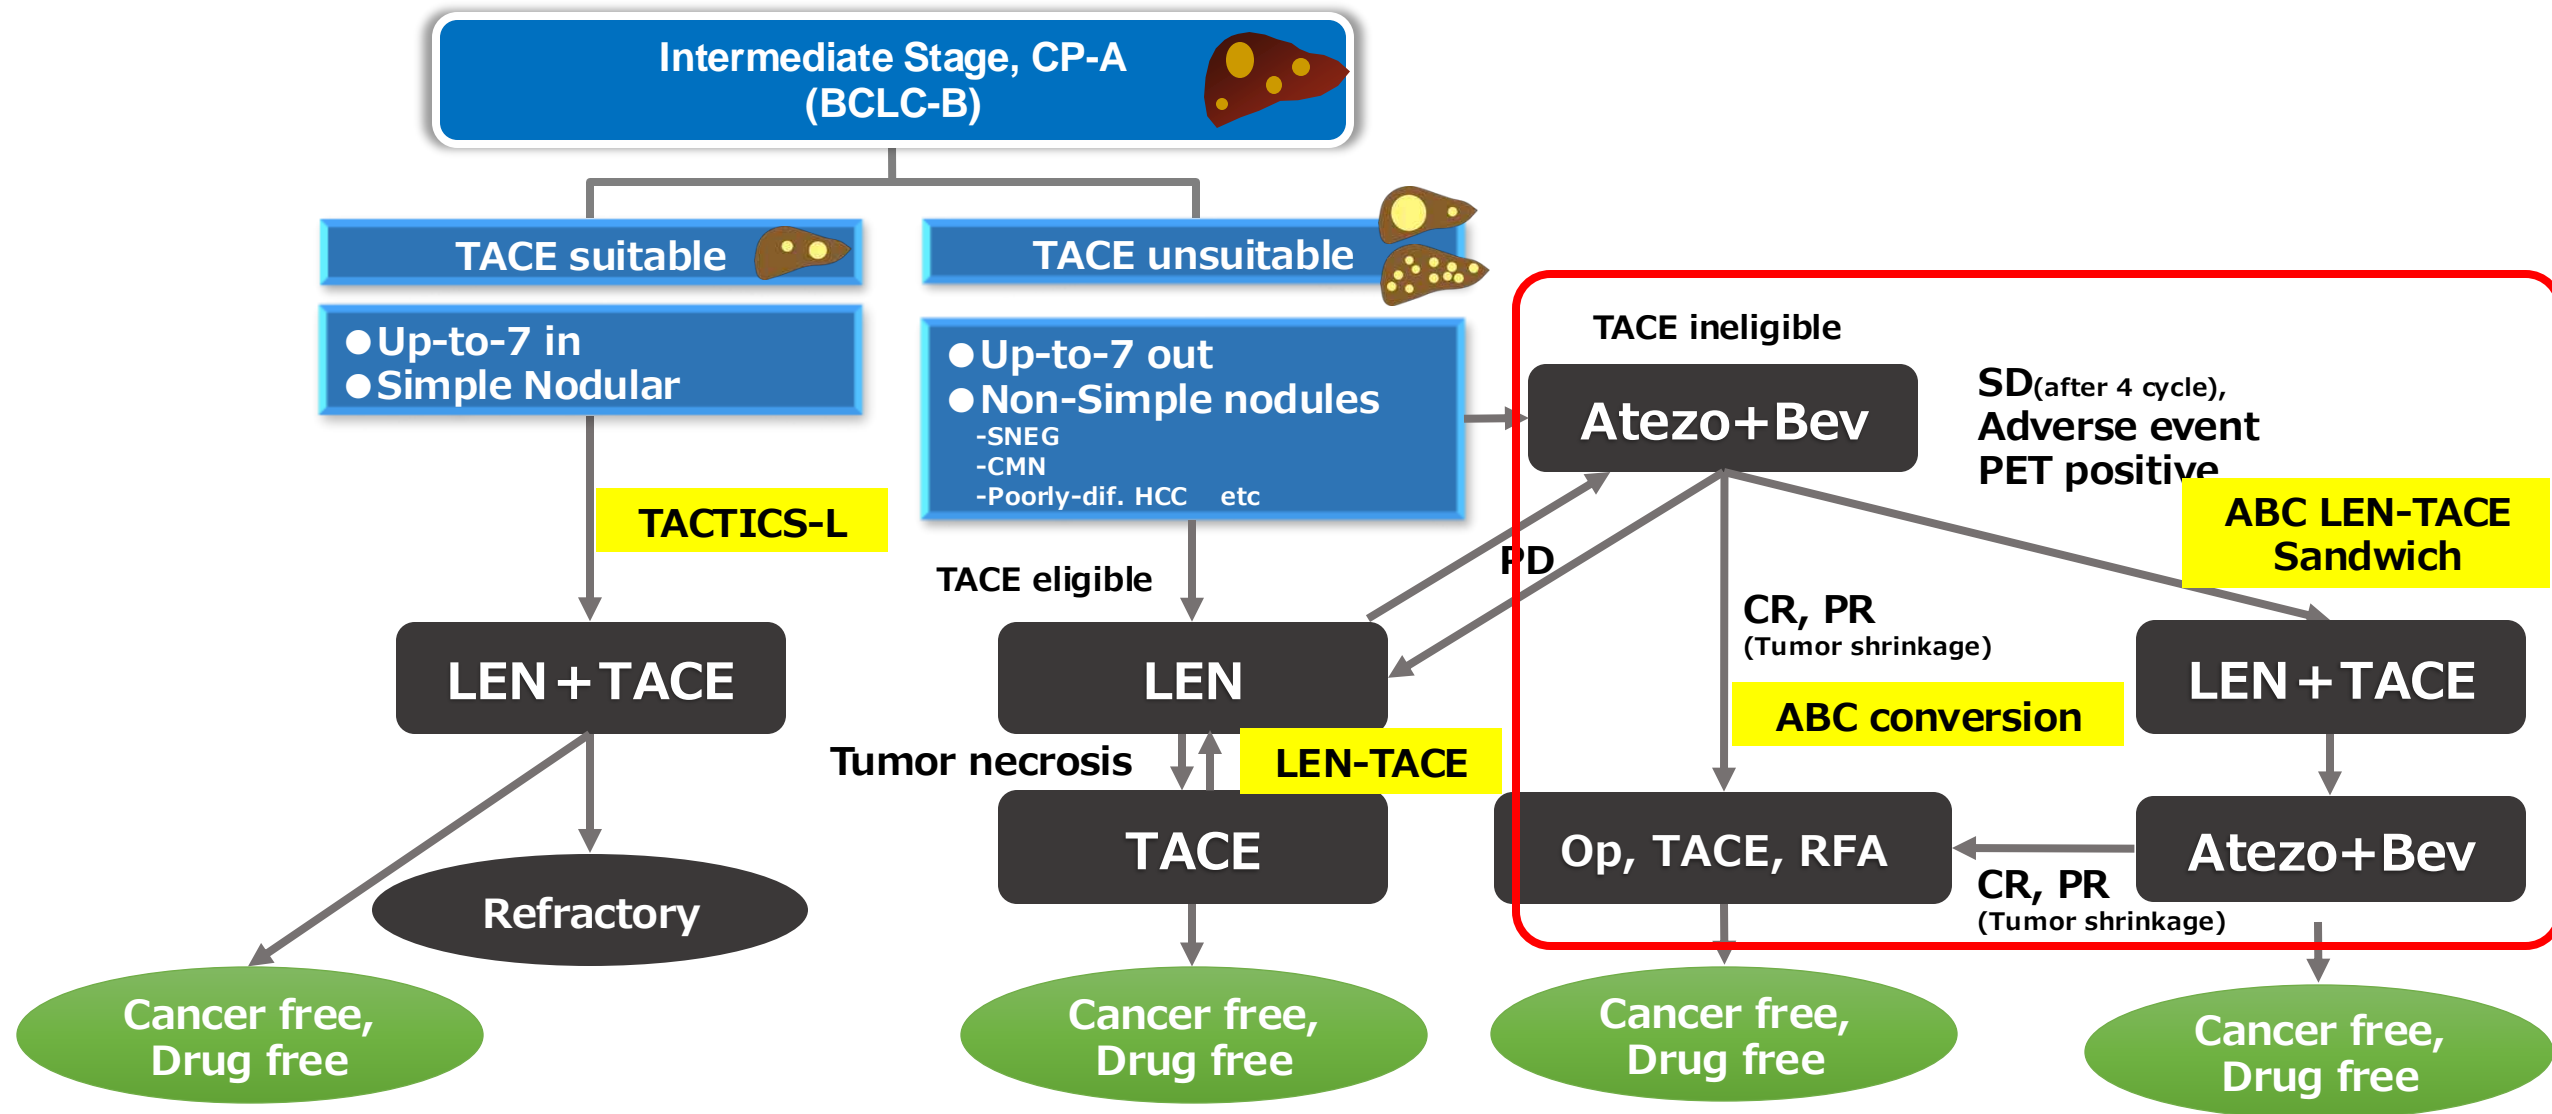 Intermediate Stage, CP-A
(BCLC-B)
TACE suitable
TACE unsuitable
●Up-to-7 in
●Simple Nodular
●Up-to-7 out
●Non-Simple nodules
-SNEG
-CMN
-Poorly-dif. HCC etc
TACE ineligible
Atezo+Bev
SD(after 4 cycle),
Adverse event
PET positive
ABC LEN-TACE
Sandwich
TACTICS-L
TACE eligible
PD
CR, PR
(Tumor shrinkage)
LEN+TACE
LEN
LEN+TACE
ABC conversion
Tumor necrosis
LEN-TACE
TACE
Op, TACE, RFA
Atezo+Bev
CR, PR
(Tumor shrinkage)
Refractory
Cancer free,
Drug free
Cancer free,
Drug free
Cancer free,
Drug free
Cancer free,
Drug free